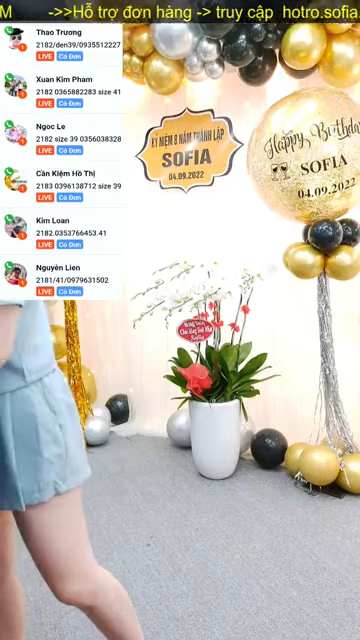 M ->>Hỗ trợ đơn hàng -> truy cập hotro.sofia.
Thao Trương
2182/den39/0935512227
LIVE Có Đơn
Xuan Kim Pham
2182 0365882283 size 41
LIVE Có Đơn
Ngoc Le
2182 size 39 0356038328
LIVE Có Đơn
Căn Kiệm Hồ Thị
2183 0396138712 size 39
LIVE Có Đơn
Kim Loan
2182.0353766453.41
LIVE Có Đơn
Nguyên Lien
2181/41/0979631502
LIVE Có Đơn
KỶ NIỆM 8 NĂM THÀNH LẬP
SOFIA
04.09.2022
Happy Birthday
SOFIA
04.09.2022